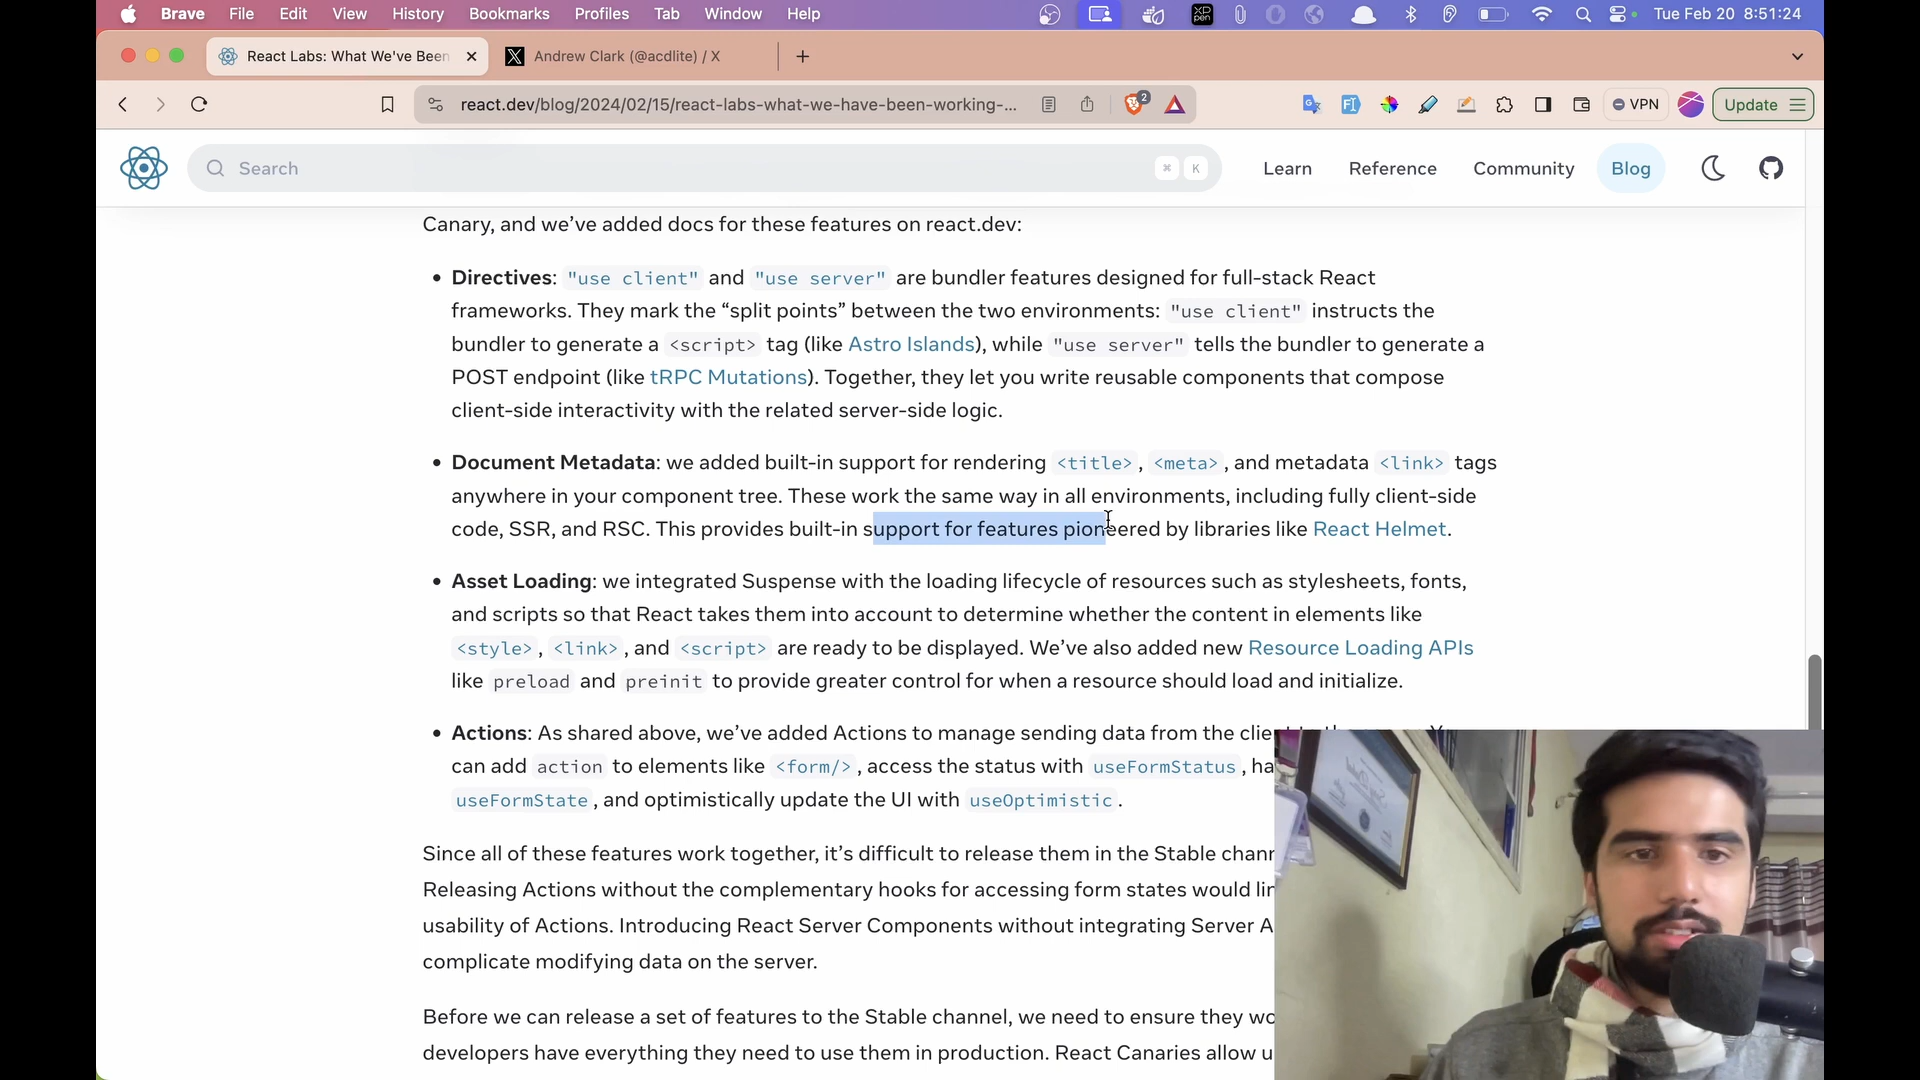 Brave File Edit View History Bookmarks Profiles Tab Window Help Tue Feb 20 8:51:24
React Labs: What We've Been Andrew Clark (@acdlite) / X
react.dev/blog/2024/02/15/react-labs-what-we-have-been-working-... 2 VPN Update
Search ⌘ K Learn Reference Community Blog
Canary, and we’ve added docs for these features on react.dev:
• Directives: "use client" and "use server" are bundler features designed for full-stack React
frameworks. They mark the “split points” between the two environments: "use client" instructs the
bundler to generate a <script> tag (like Astro Islands), while "use server" tells the bundler to generate a
POST endpoint (like tRPC Mutations). Together, they let you write reusable components that compose
client-side interactivity with the related server-side logic.
• Document Metadata: we added built-in support for rendering <title>, <meta>, and metadata <link> tags
anywhere in your component tree. These work the same way in all environments, including fully client-side
code, SSR, and RSC. This provides built-in support for features pioneered by libraries like React Helmet.
• Asset Loading: we integrated Suspense with the loading lifecycle of resources such as stylesheets, fonts,
and scripts so that React takes them into account to determine whether the content in elements like
<style>, <link>, and <script> are ready to be displayed. We’ve also added new Resource Loading APIs
like preload and preinit to provide greater control for when a resource should load and initialize.
• Actions: As shared above, we’ve added Actions to manage sending data from the client
can add action to elements like <form/>, access the status with useFormStatus, ha
useFormState, and optimistically update the UI with useOptimistic.
Since all of these features work together, it’s difficult to release them in the Stable chann
Releasing Actions without the complementary hooks for accessing form states would lin
usability of Actions. Introducing React Server Components without integrating Server A
complicate modifying data on the server.
Before we can release a set of features to the Stable channel, we need to ensure they wo
developers have everything they need to use them in production. React Canaries allow u